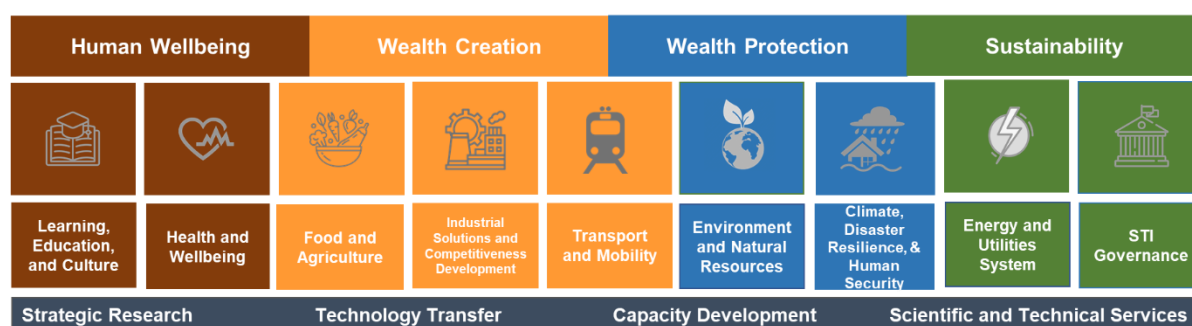 Human Wellbeing
Wealth Creation
Wealth Protection
Sustainability
Learning,
Education,
and Culture
Health and
Wellbeing
Food and
Agriculture
Industrial
Solutions and
Competitiveness
Development
Transport
and Mobility
Environment
and Natural
Resources
Climate,
Disaster
Resilience, &
Human
Security
Energy and
Utilities
System
STI
Governance
Strategic Research
Technology Transfer
Capacity Development
Scientific and Technical Services